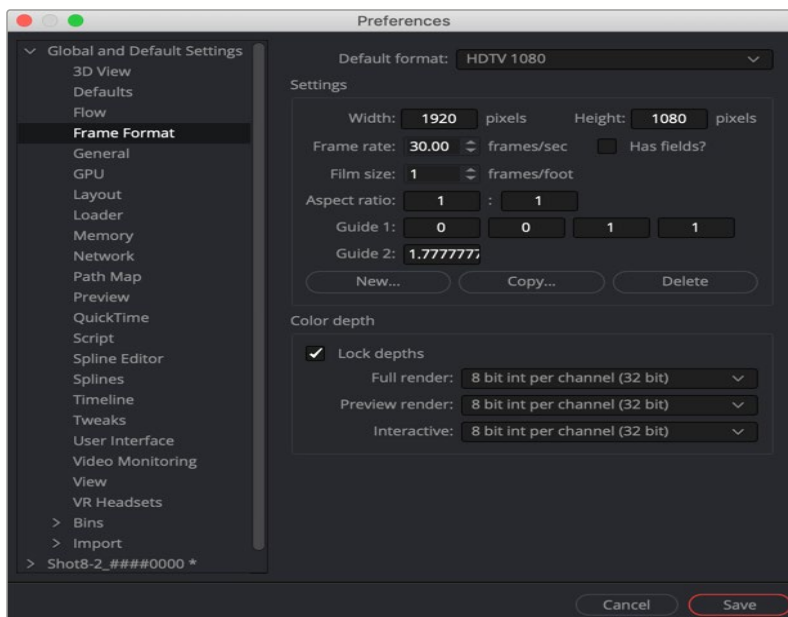 Preferences
Global and Default Settings
3D View
Defaults
Flow
Frame Format
General
GPU
Layout
Loader
Memory
Network
Path Map
Preview
QuickTime
Script
Spline Editor
Splines
Timeline
Tweaks
User Interface
Video Monitoring
View
VR Headsets
> Bins
> Import
> Shot8-2_####0000 *
Default format: HDTV 1080
Settings
Width: 1920 pixels Height: 1080 pixels
Frame rate: 30.00 frames/sec Has fields?
Film size: 1 frames/foot
Aspect ratio: 1 : 1
Guide 1: 0 0 1 1
Guide 2: 1.7777777
New... Copy... Delete
Color depth
Lock depths
Full render: 8 bit int per channel (32 bit)
Preview render: 8 bit int per channel (32 bit)
Interactive: 8 bit int per channel (32 bit)
Cancel Save